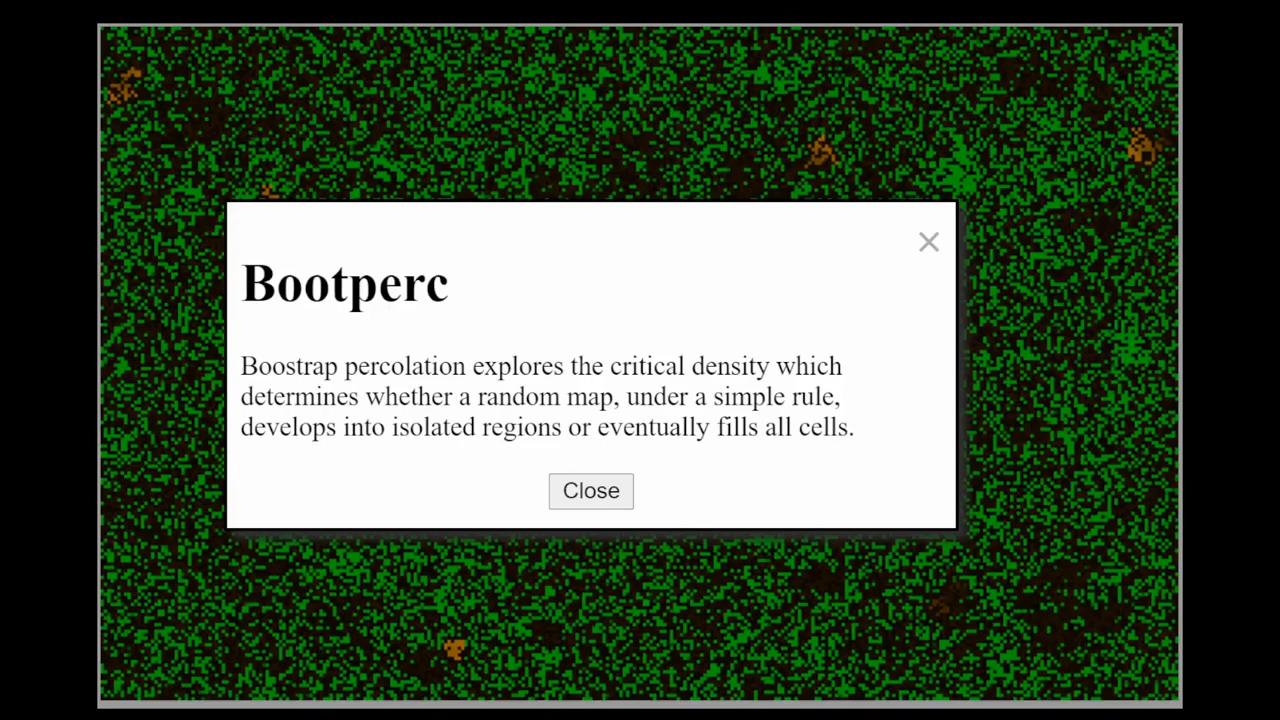 Bootperc
Boostrap percolation explores the critical density which
determines whether a random map, under a simple rule,
develops into isolated regions or eventually fills all cells.
Close